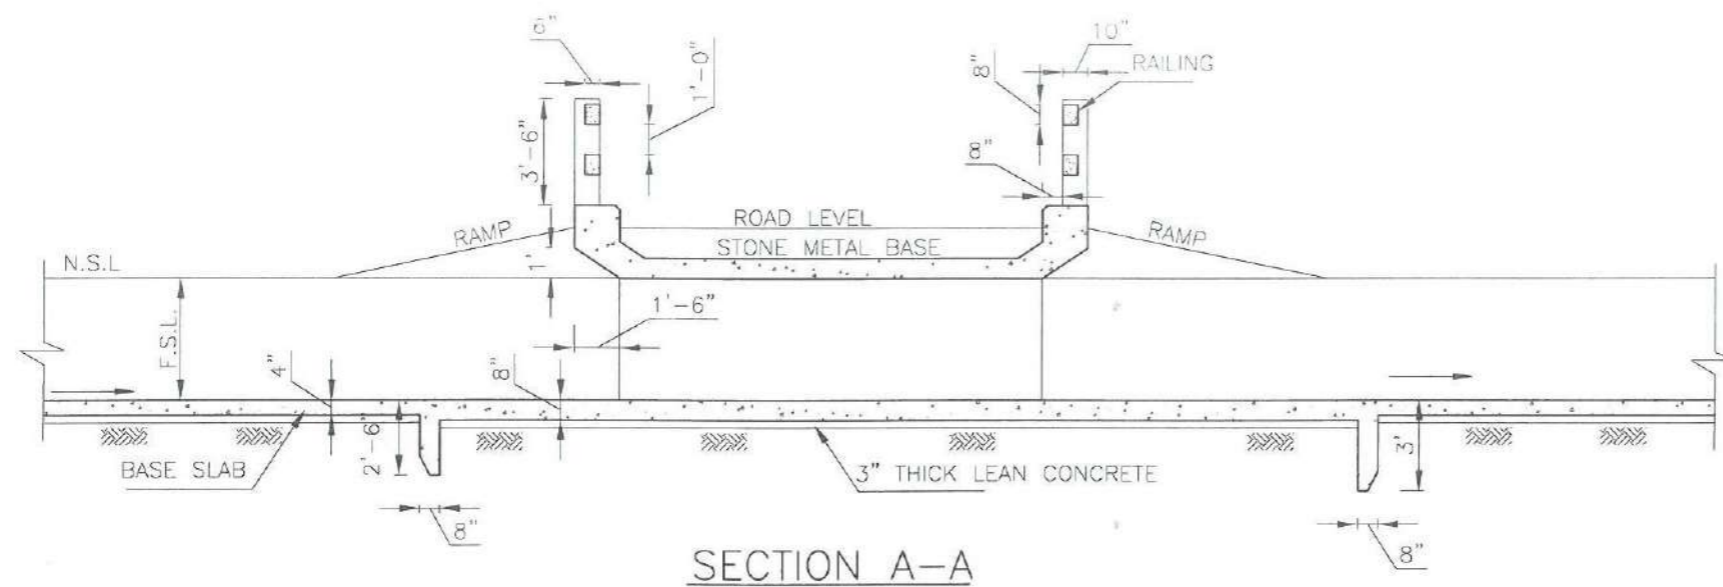 6"
10"
RAILING
8"
1'-0"
3'-6"
8"
ROAD LEVEL
RAMP
STONE METAL BASE
RAMP
N.S.L
1'
1'-6"
F.S.L.
4"
8"
2'-6"
3'
BASE SLAB
3" THICK LEAN CONCRETE
8"
8"
SECTION A-A